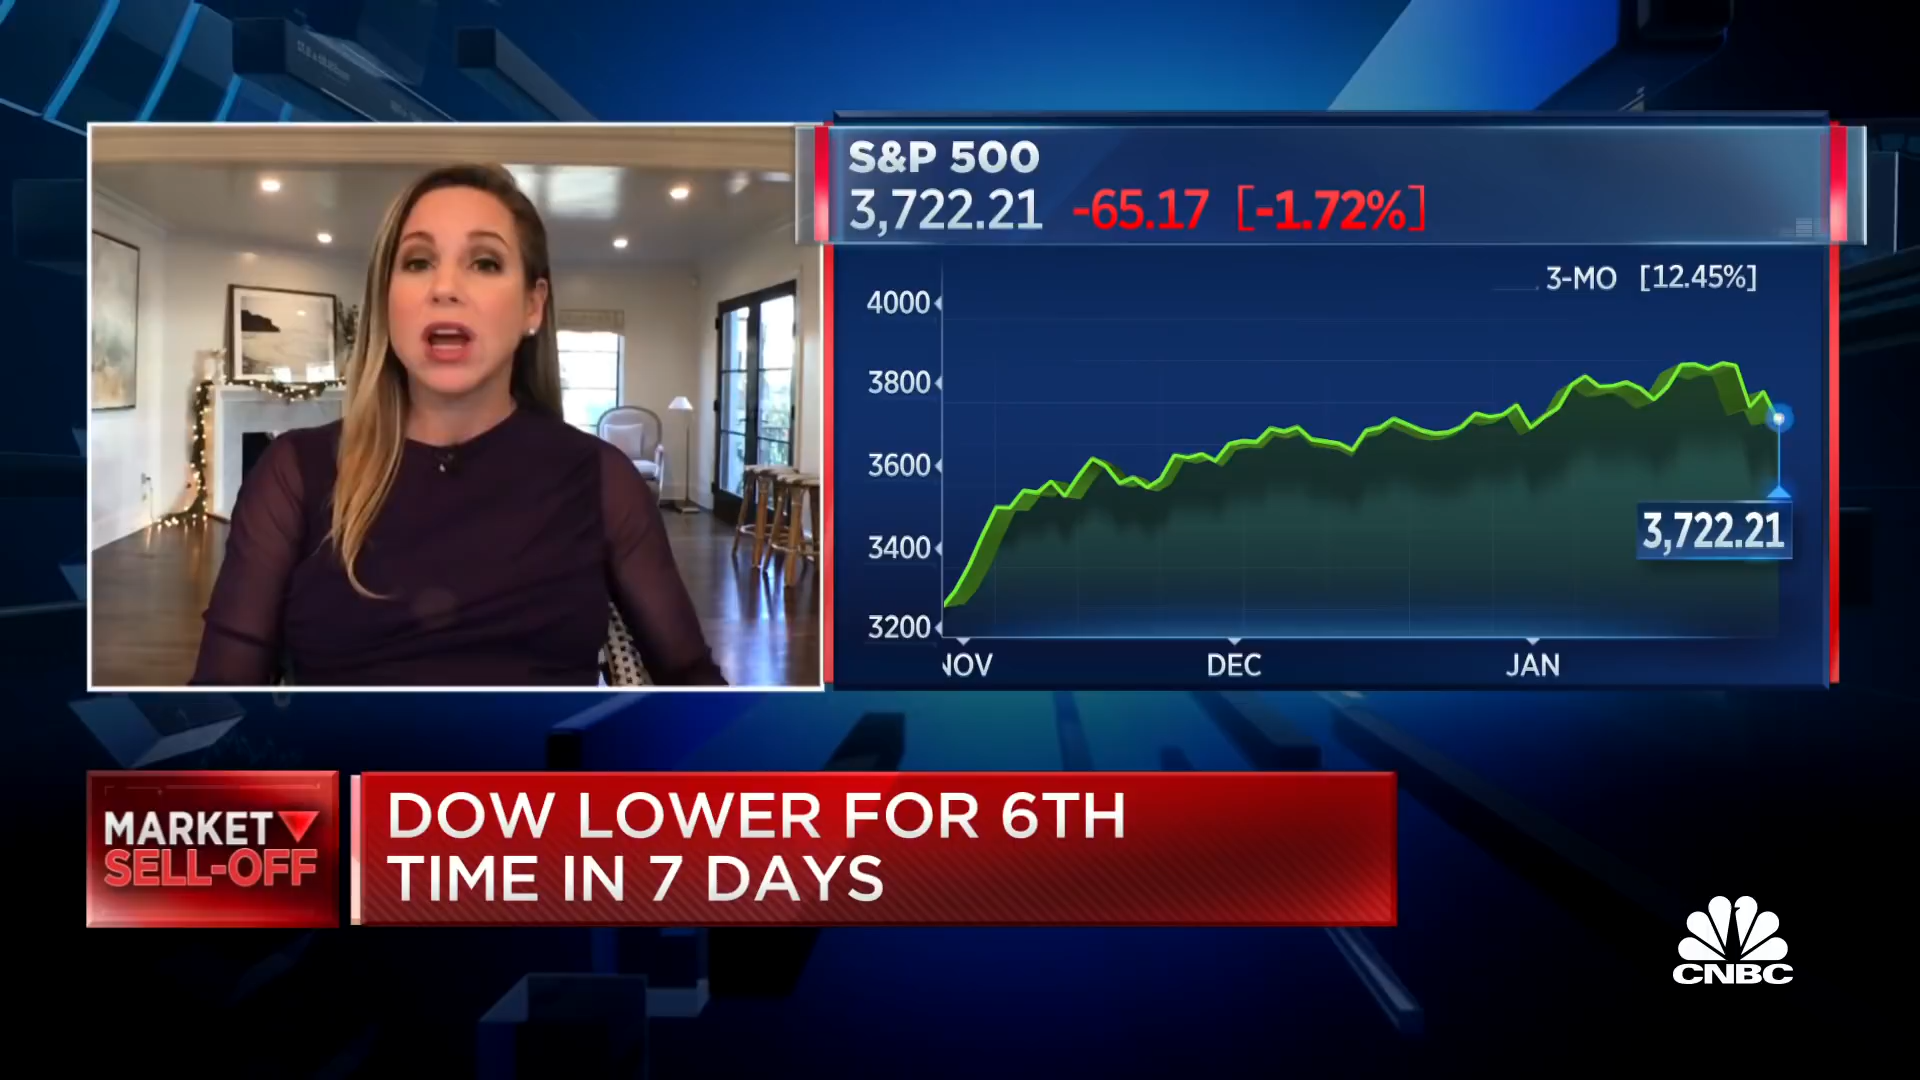 S&P 500
3,722.21 -65.17 [-1.72%]
3-MO [12.45%]
4000
3800
3600
3400
3200
3,722.21
NOV DEC JAN
MARKET
SELL-OFF
DOW LOWER FOR 6TH
TIME IN 7 DAYS
CNBC